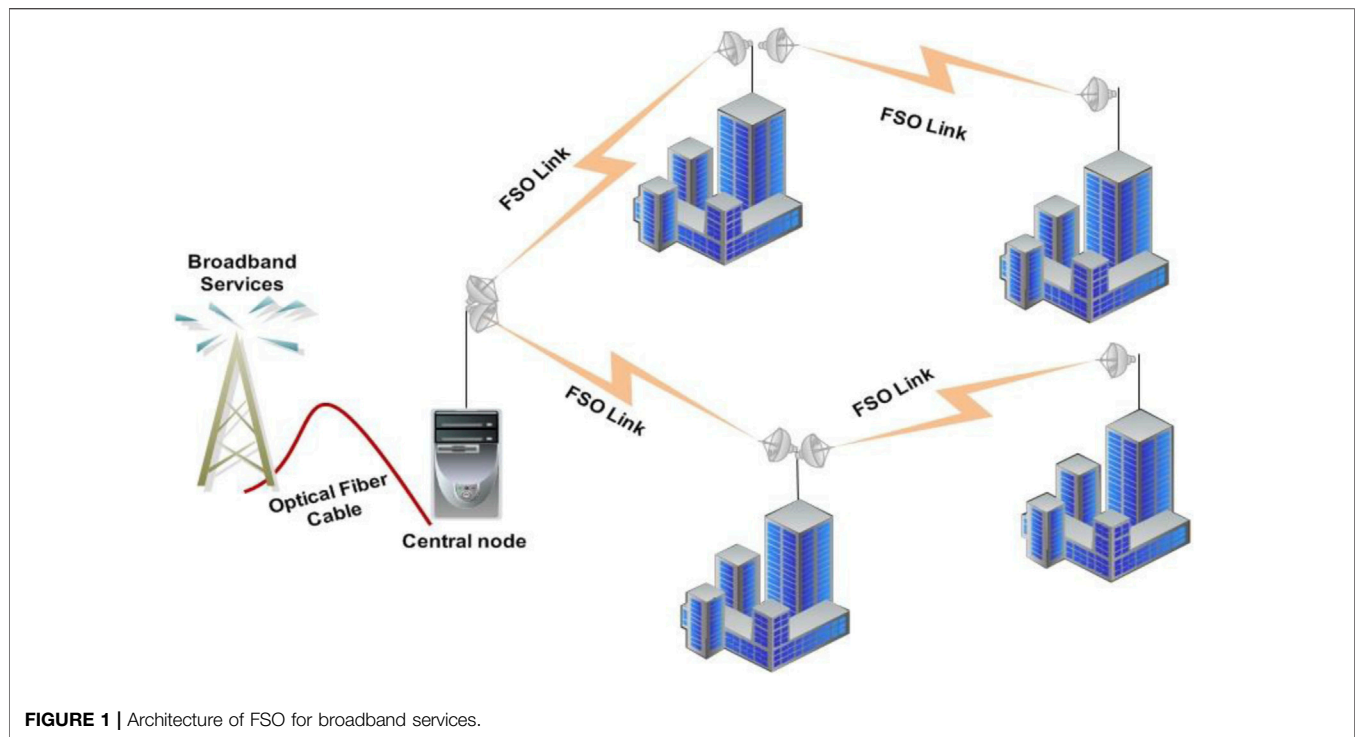 FSO Link
FSO Link
Broadband
Services
FSO Link
FSO Link
Optical Fiber
Cable
Central node
FIGURE 1 | Architecture of FSO for broadband services.